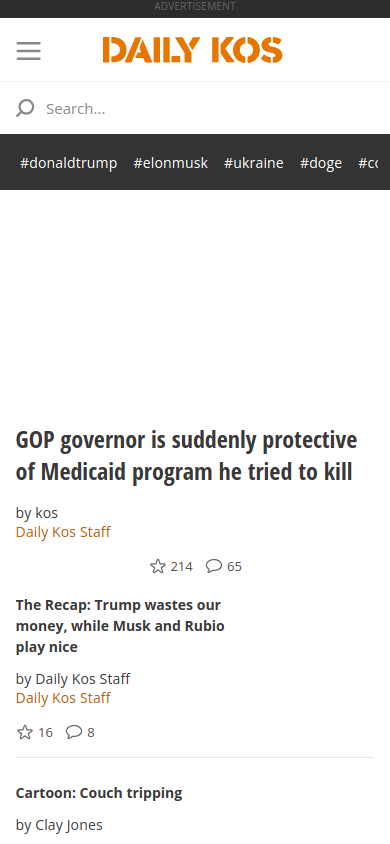 ADVERTISEMENT
DAILY KOS
Search...
#donaldtrump #elonmusk #ukraine #doge
GOP governor is suddenly protective
of Medicaid program he tried to kill
by kos
Daily Kos Staff
214 65
The Recap: Trump wastes our
money, while Musk and Rubio
play nice
by Daily Kos Staff
Daily Kos Staff
16 8
Cartoon: Couch tripping
by Clay Jones